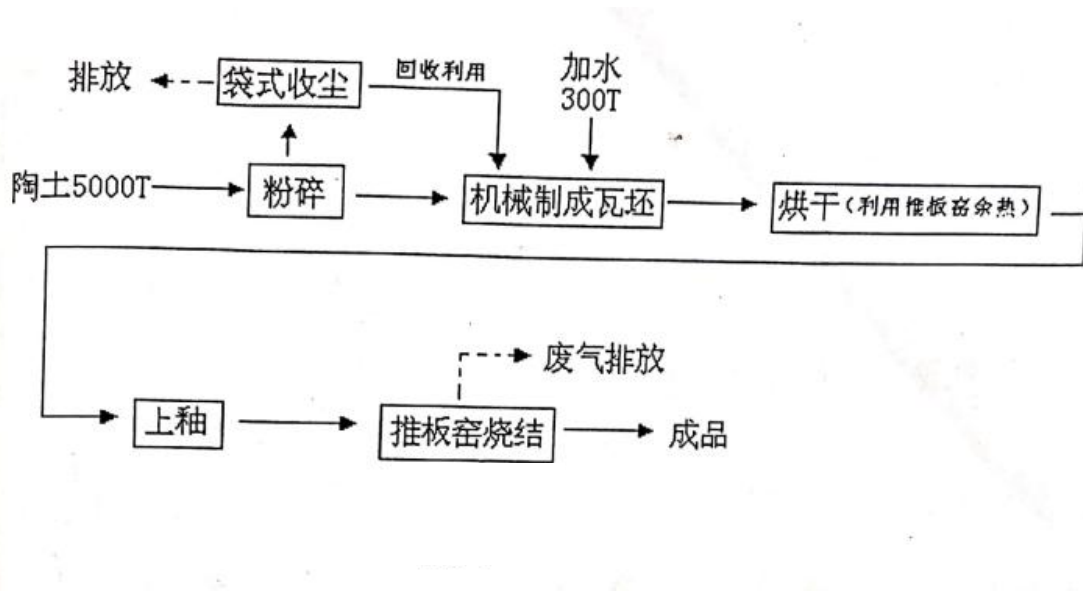 排放
袋式收尘
回收利用
加水
300T
陶土5000T
粉碎
机械制成瓦坯
烘干(利用推板窑余热)
废气排放
上釉
推板窑烧结
成品